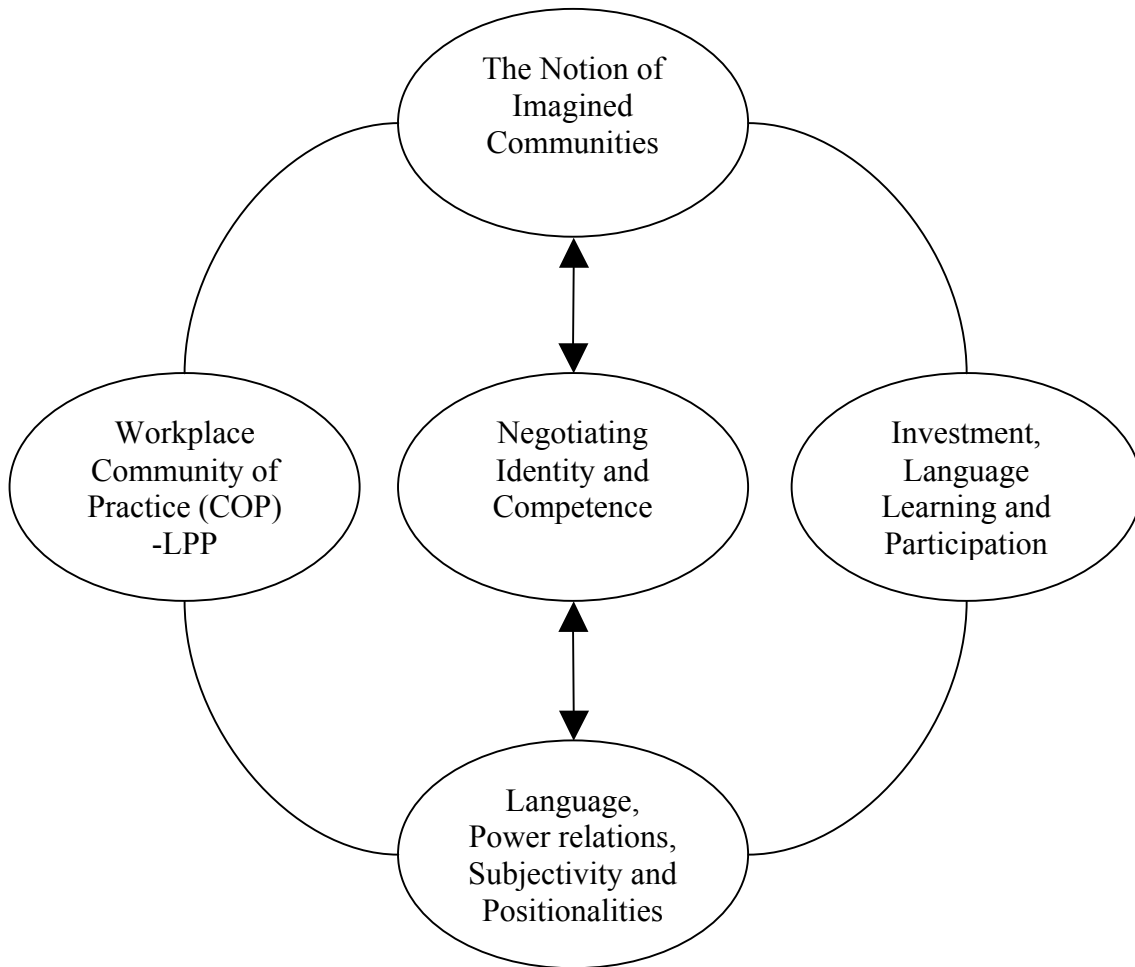 The Notion of
Imagined
Communities
Workplace
Community of
Practice (COP)
-LPP
Negotiating
Identity and
Competence
Investment,
Language
Learning and
Participation
Language,
Power relations,
Subjectivity and
Positionalities